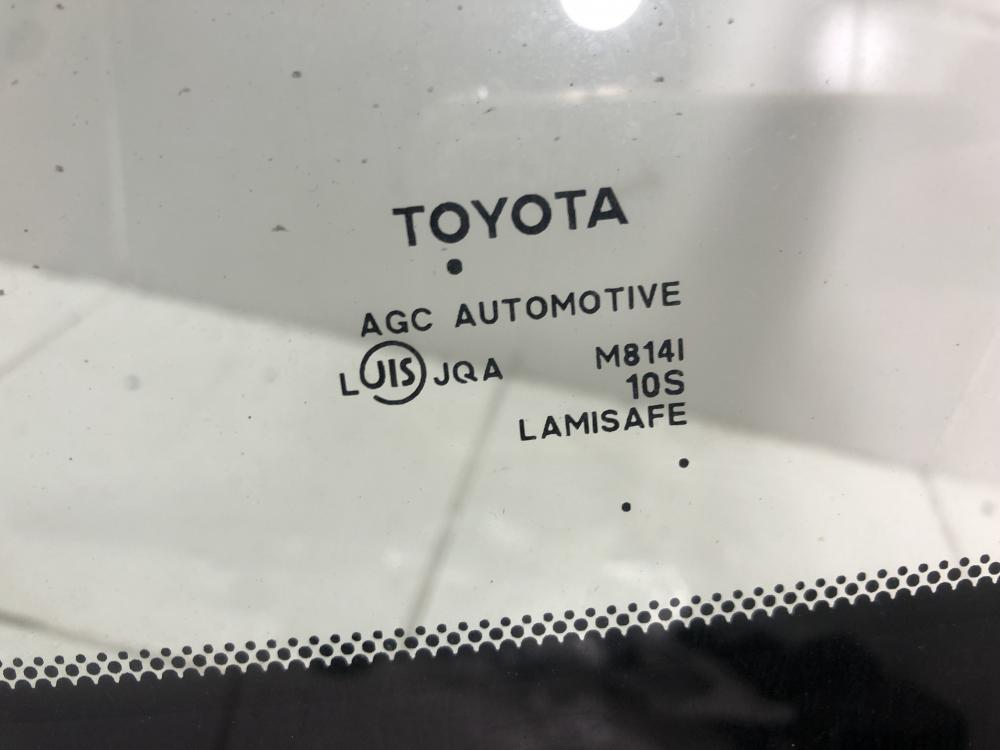 TOYOTA
AGC AUTOMOTIVE
L JIS JQA M814I
10S
LAMISAFE